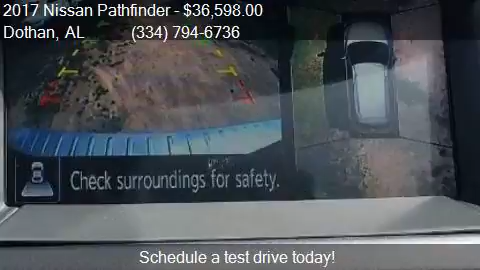 2017 Nissan Pathfinder - $36,598.00
Dothan, AL (334) 794-6736
Check surroundings for safety.
Schedule a test drive today!